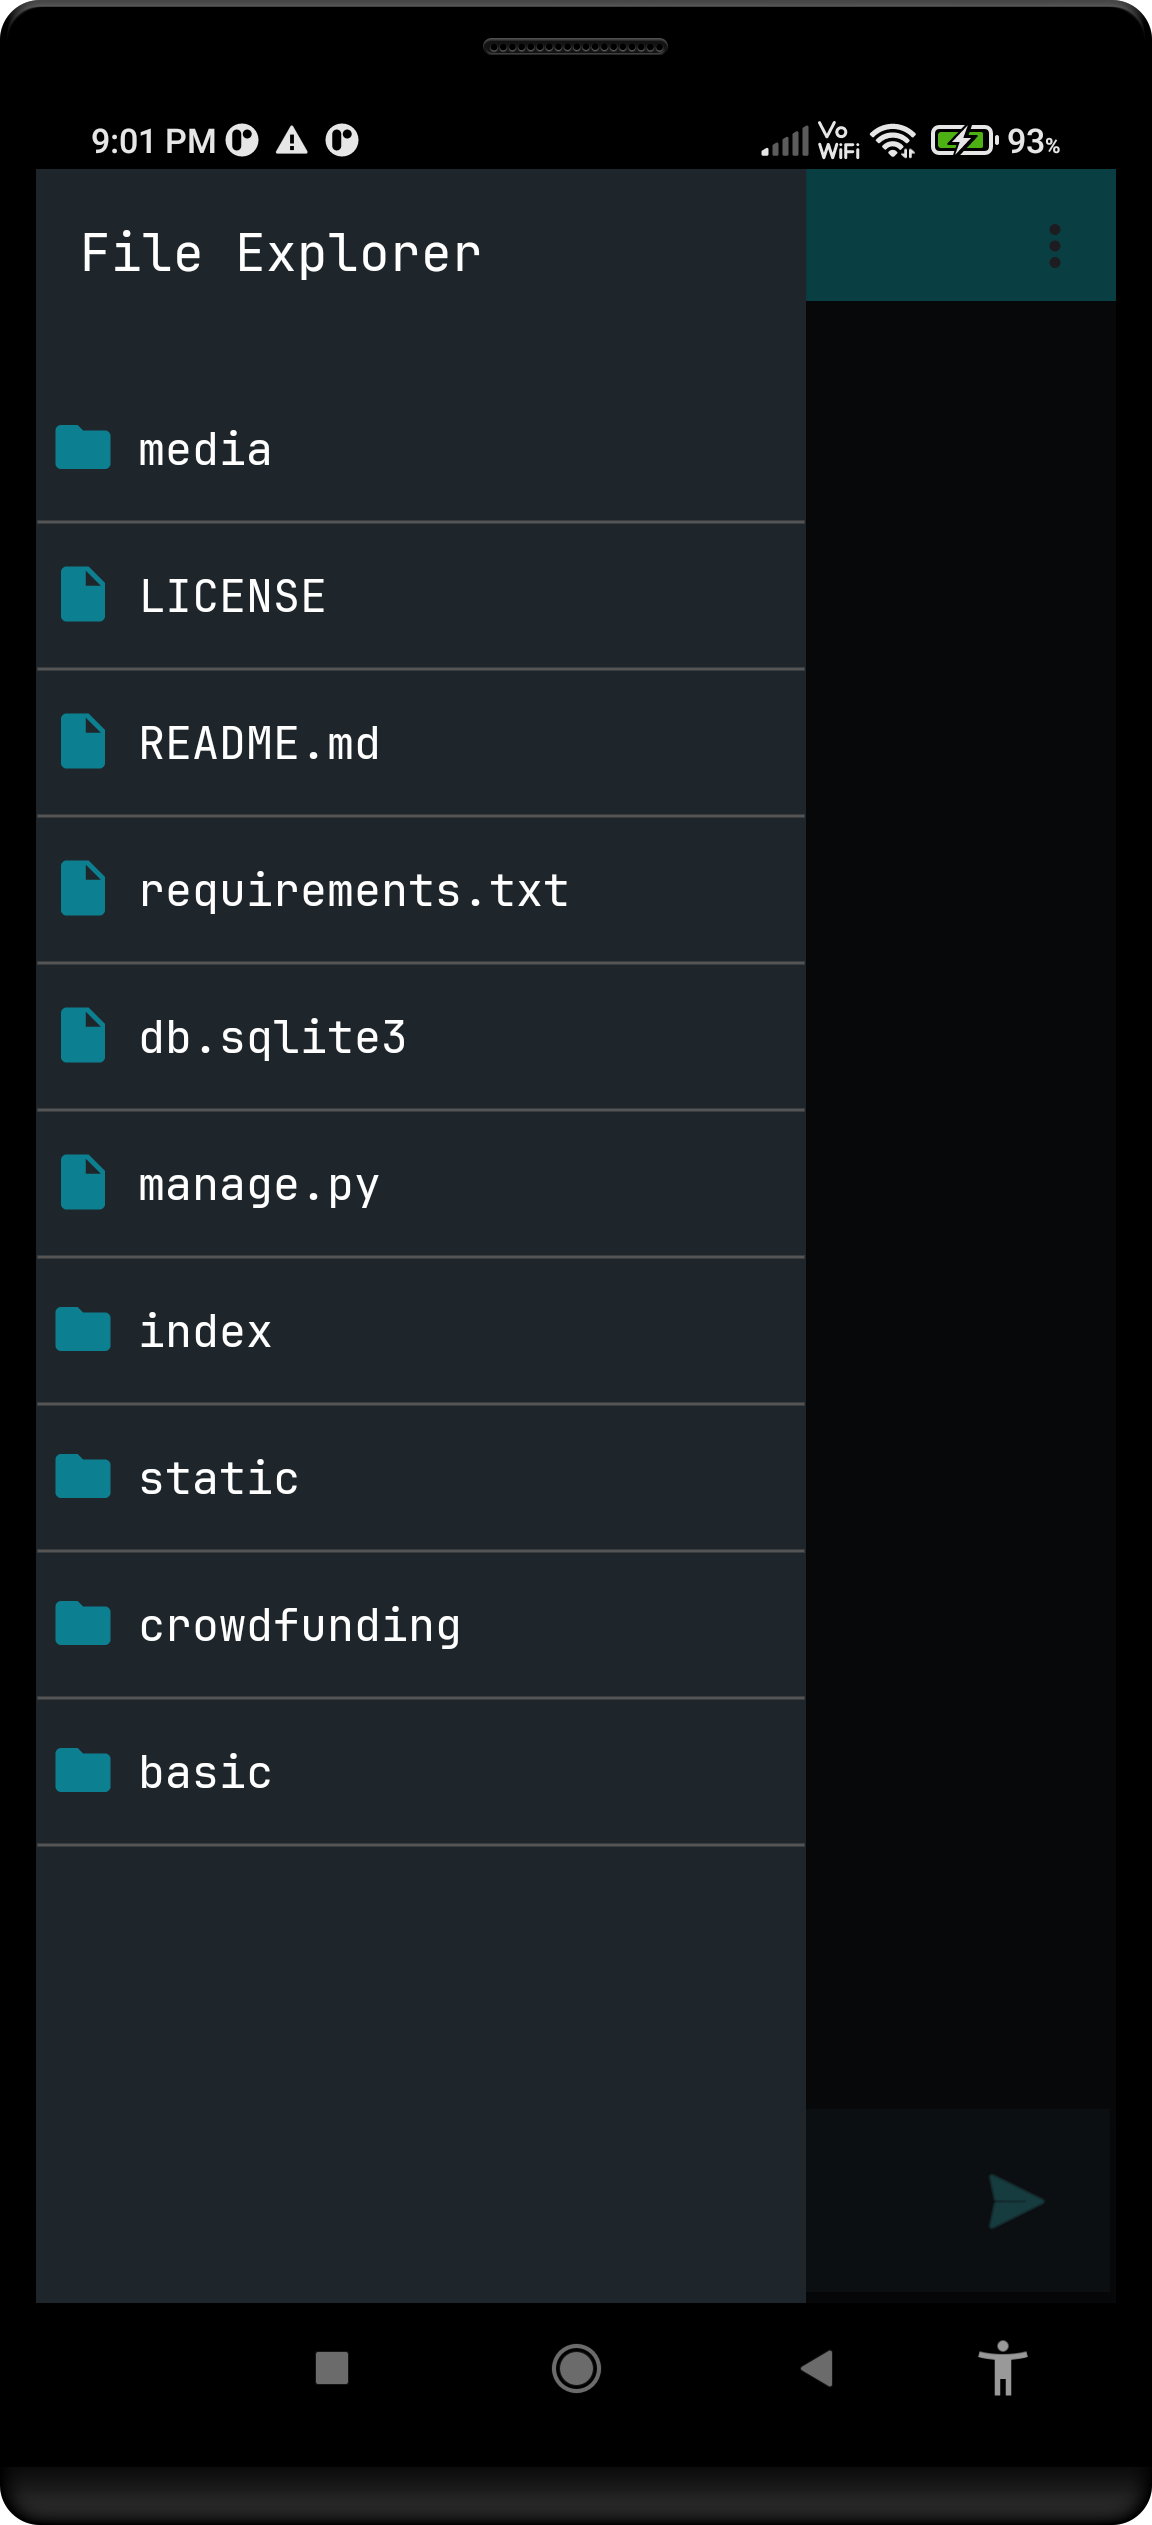 9:01 PM
Vo
WiFi
93%
File Explorer
media
LICENSE
README.md
requirements.txt
db.sqlite3
manage.py
index
static
crowdfunding
basic